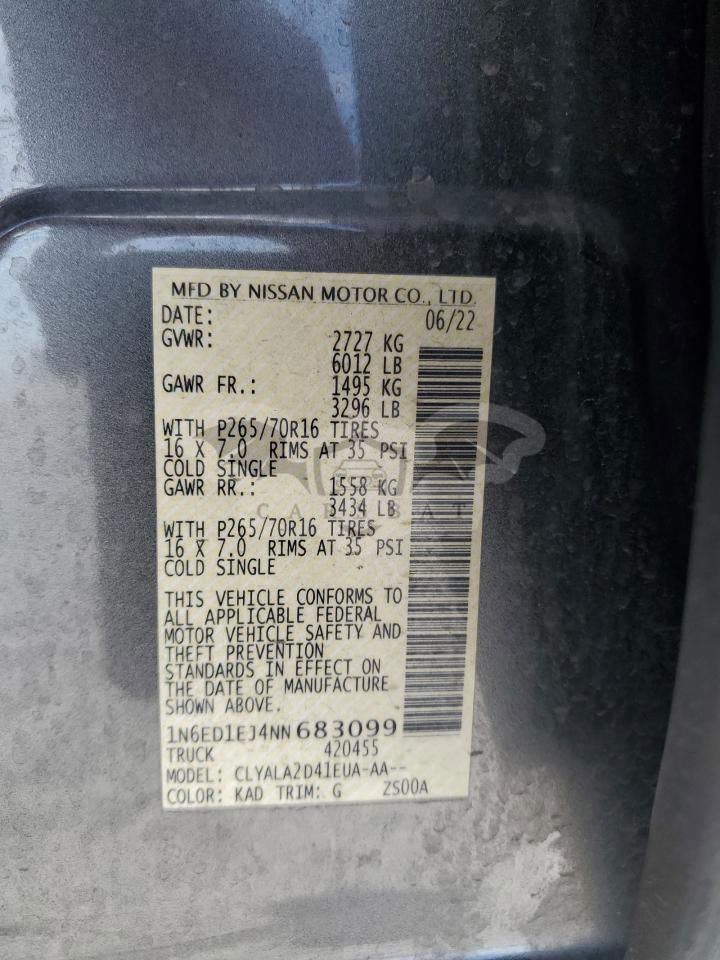 MFD BY NISSAN MOTOR CO., LTD.
DATE: 06/22
GVWR: 2727 KG
6012 LB
GAWR FR.: 1495 KG
3296 LB
WITH P265/70R16 TIRES
16 X 7.0 RIMS AT 35 PSI
COLD SINGLE
GAWR RR.: 1558 KG
3434 LB
WITH P265/70R16 TIRES
16 X 7.0 RIMS AT 35 PSI
COLD SINGLE
THIS VEHICLE CONFORMS TO
ALL APPLICABLE FEDERAL
MOTOR VEHICLE SAFETY AND
THEFT PREVENTION
STANDARDS IN EFFECT ON
THE DATE OF MANUFACTURE
SHOWN ABOVE.
1N6ED1EJ4NN683099
TRUCK 420455
MODEL: CLYALA2D41EUA-AA--
COLOR: KAD TRIM: G ZS00A